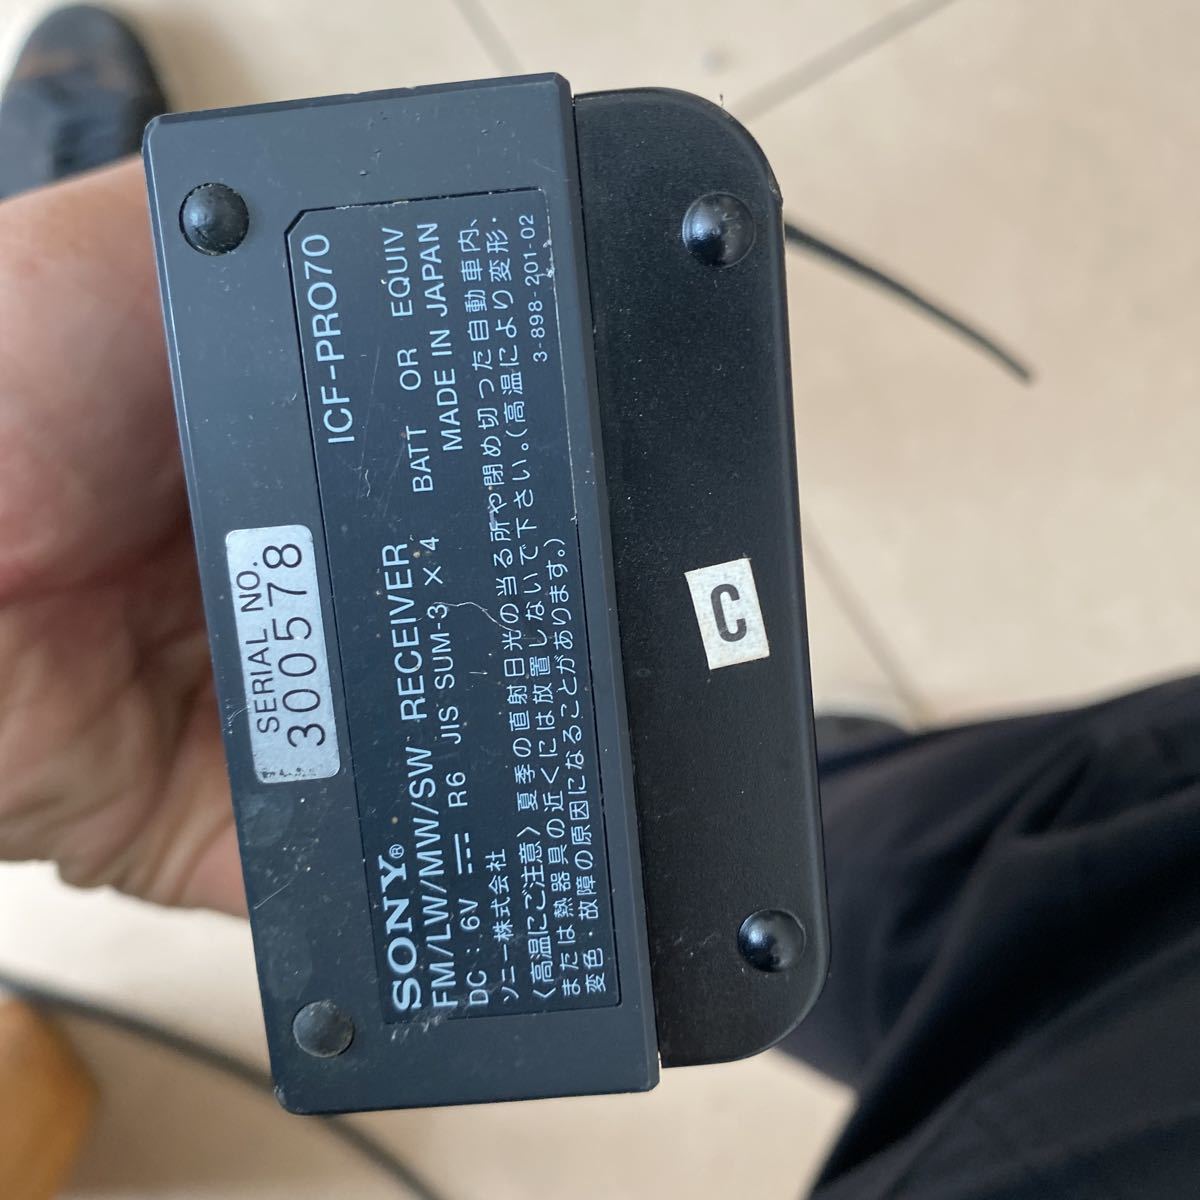 SONY® ICF-PRO70
FM/LW/MW/SW RECEIVER
DC : 6V R6 JIS SUM-3 × 4 BATT OR EQUIV
ソニー株式会社 MADE IN JAPAN
〈高温にご注意〉夏季の直射日光の当る所や閉め切った自動車内、
または熱器具の近くには放置しないで下さい。(高温により変形・
変色・故障の原因になることがあります。) 3-898-201-02
SERIAL NO.
300578
C